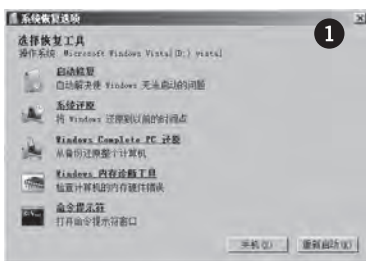 系统恢复选项
1
选择恢复工具
操作系统: Microsoft Windows Vista (D:) vista1
自动修复
自动解决使 Windows 无法启动的问题
系统还原
将 Windows 还原到以前的时间点
Windows Complete PC 还原
从备份还原整个计算机
Windows 内存诊断工具
检查计算机的内存硬件错误
命令提示符
打开命令提示符窗口
关机(U) 重新启动(R)